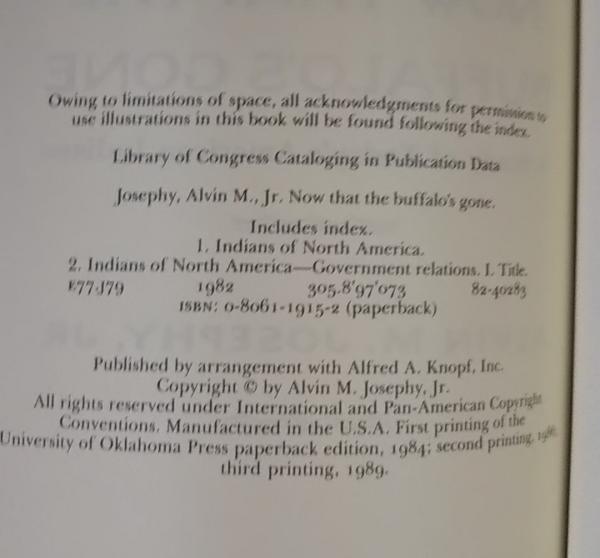 Owing to limitations of space, all acknowledgments for permission to
use illustrations in this book will be found following the index.
Library of Congress Cataloging in Publication Data
Josephy, Alvin M., Jr. Now that the buffalo's gone.
Includes index.
1. Indians of North America.
2. Indians of North America—Government relations. I. Title.
E77.J79 1982 305.8'97'073 82-40283
ISBN: 0-8061-1915-2 (paperback)
Published by arrangement with Alfred A. Knopf, Inc.
Copyright © by Alvin M. Josephy, Jr.
All rights reserved under International and Pan-American Copyright
Conventions. Manufactured in the U.S.A. First printing of the
University of Oklahoma Press paperback edition, 1984; second printing,
third printing, 1989.